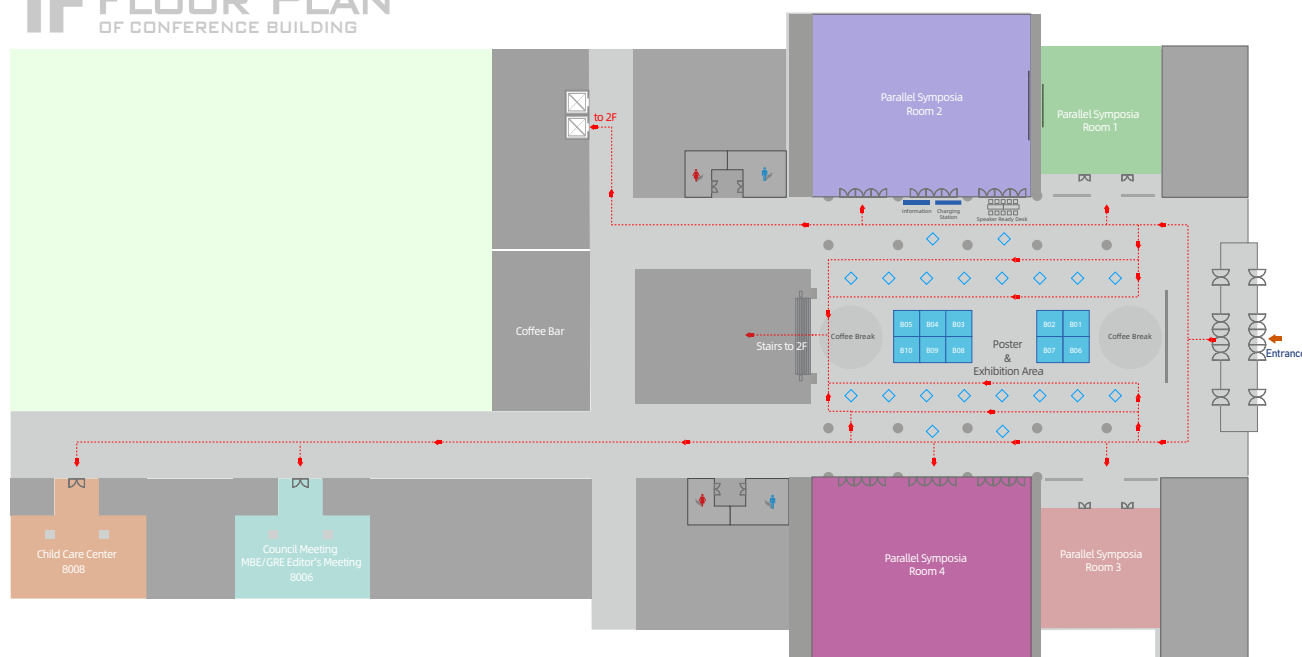 1F FLOOR PLAN
OF CONFERENCE BUILDING
Parallel Symposia
Room 2
Parallel Symposia
Room 1
to 2F
Information
Charging
Station
Speaker Ready Desk
Coffee Bar
Stairs to 2F
Coffee Break
B05 B04 B03
B10 B09 B08
Poster
&
Exhibition Area
B02 B01
B07 B06
Coffee Break
Entrance
Child Care Center
8008
Council Meeting
MBE/GRE Editor's Meeting
8006
Parallel Symposia
Room 4
Parallel Symposia
Room 3